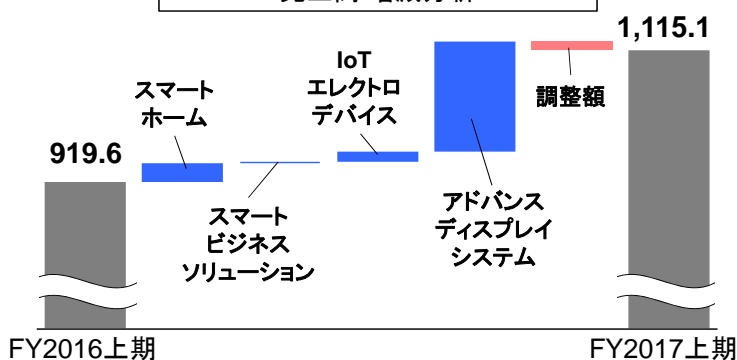 1,115.1
IoT
エレクトロ
デバイス
スマート
ホーム
調整額
919.6
アドバンス
ディスプレイ
システム
スマート
ビジネス
ソリューション
FY2016上期
FY2017上期